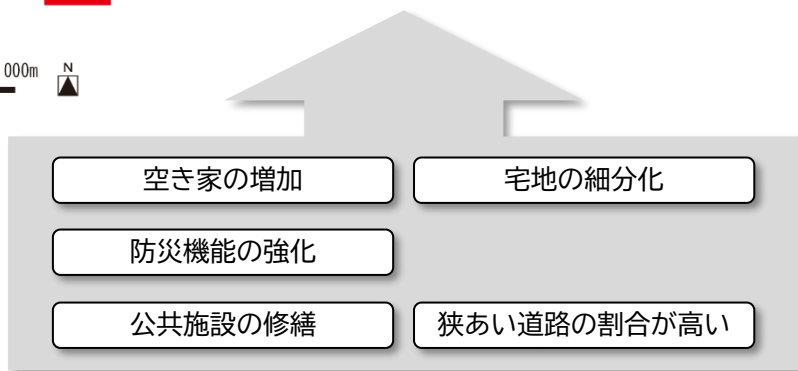 000m
N
空き家の増加
宅地の細分化
防災機能の強化
公共施設の修繕
狭あい道路の割合が高い